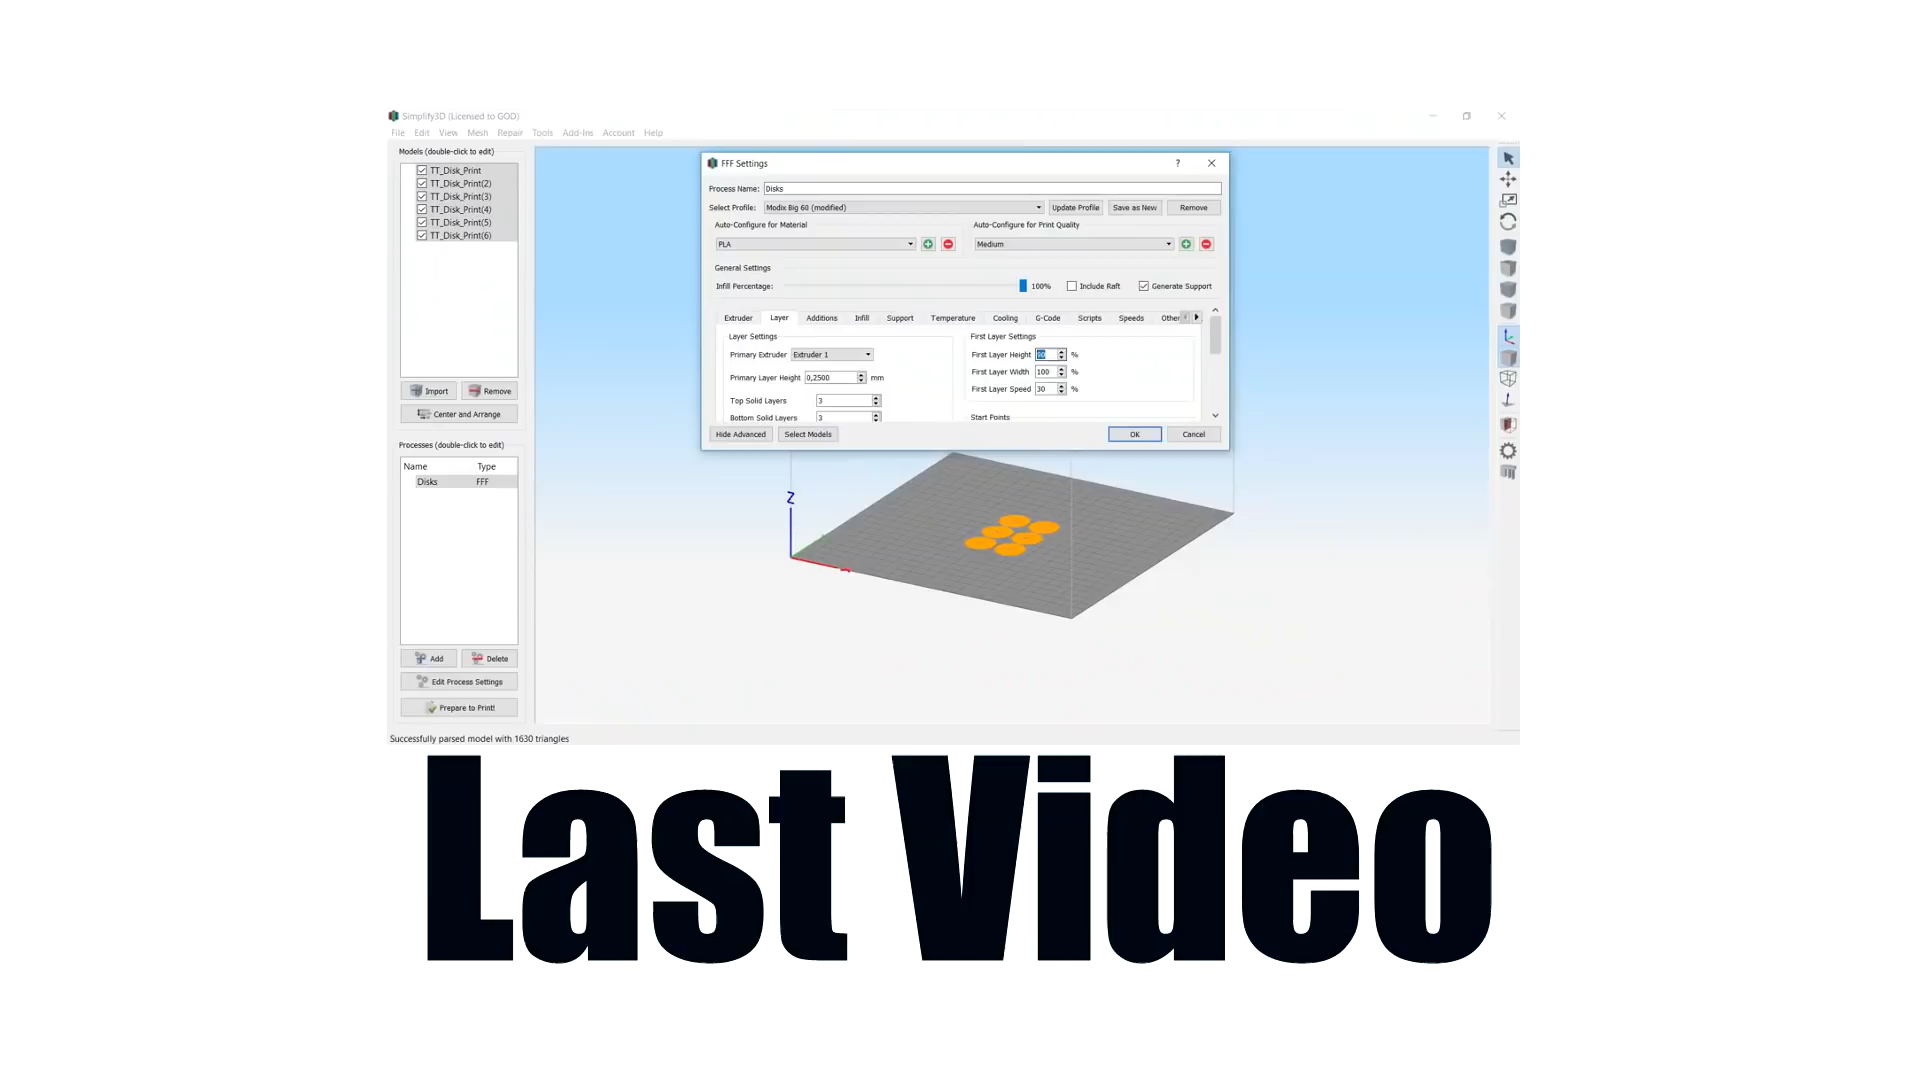 Simplify3D (Licensed to GOD)
File Edit View Mesh Repair Tools Add-Ins Account Help
Models (double-click to edit)
TT_Disk_Print
TT_Disk_Print(2)
TT_Disk_Print(3)
TT_Disk_Print(4)
TT_Disk_Print(5)
TT_Disk_Print(6)
Import Remove
Center and Arrange
Processes (double-click to edit)
Name Type
Disks FFF
Add Delete
Edit Process Settings
Prepare to Print!
Successfully parsed model with 1630 triangles
FFF Settings ?
Process Name: Disks
Select Profile: Modix Big 60 (modified) Update Profile Save as New Remove
Auto-Configure for Material Auto-Configure for Print Quality
PLA Medium
General Settings
Infill Percentage: 100% Include Raft Generate Support
Extruder Layer Additions Infill Support Temperature Cooling G-Code Scripts Speeds Other
Layer Settings First Layer Settings
Primary Extruder Extruder 1 First Layer Height %
Primary Layer Height 0,2500 mm First Layer Width 100 %
First Layer Speed 30 %
Top Solid Layers 3
Bottom Solid Layers 3 Start Points
Hide Advanced Select Models OK Cancel
Z
Last Video